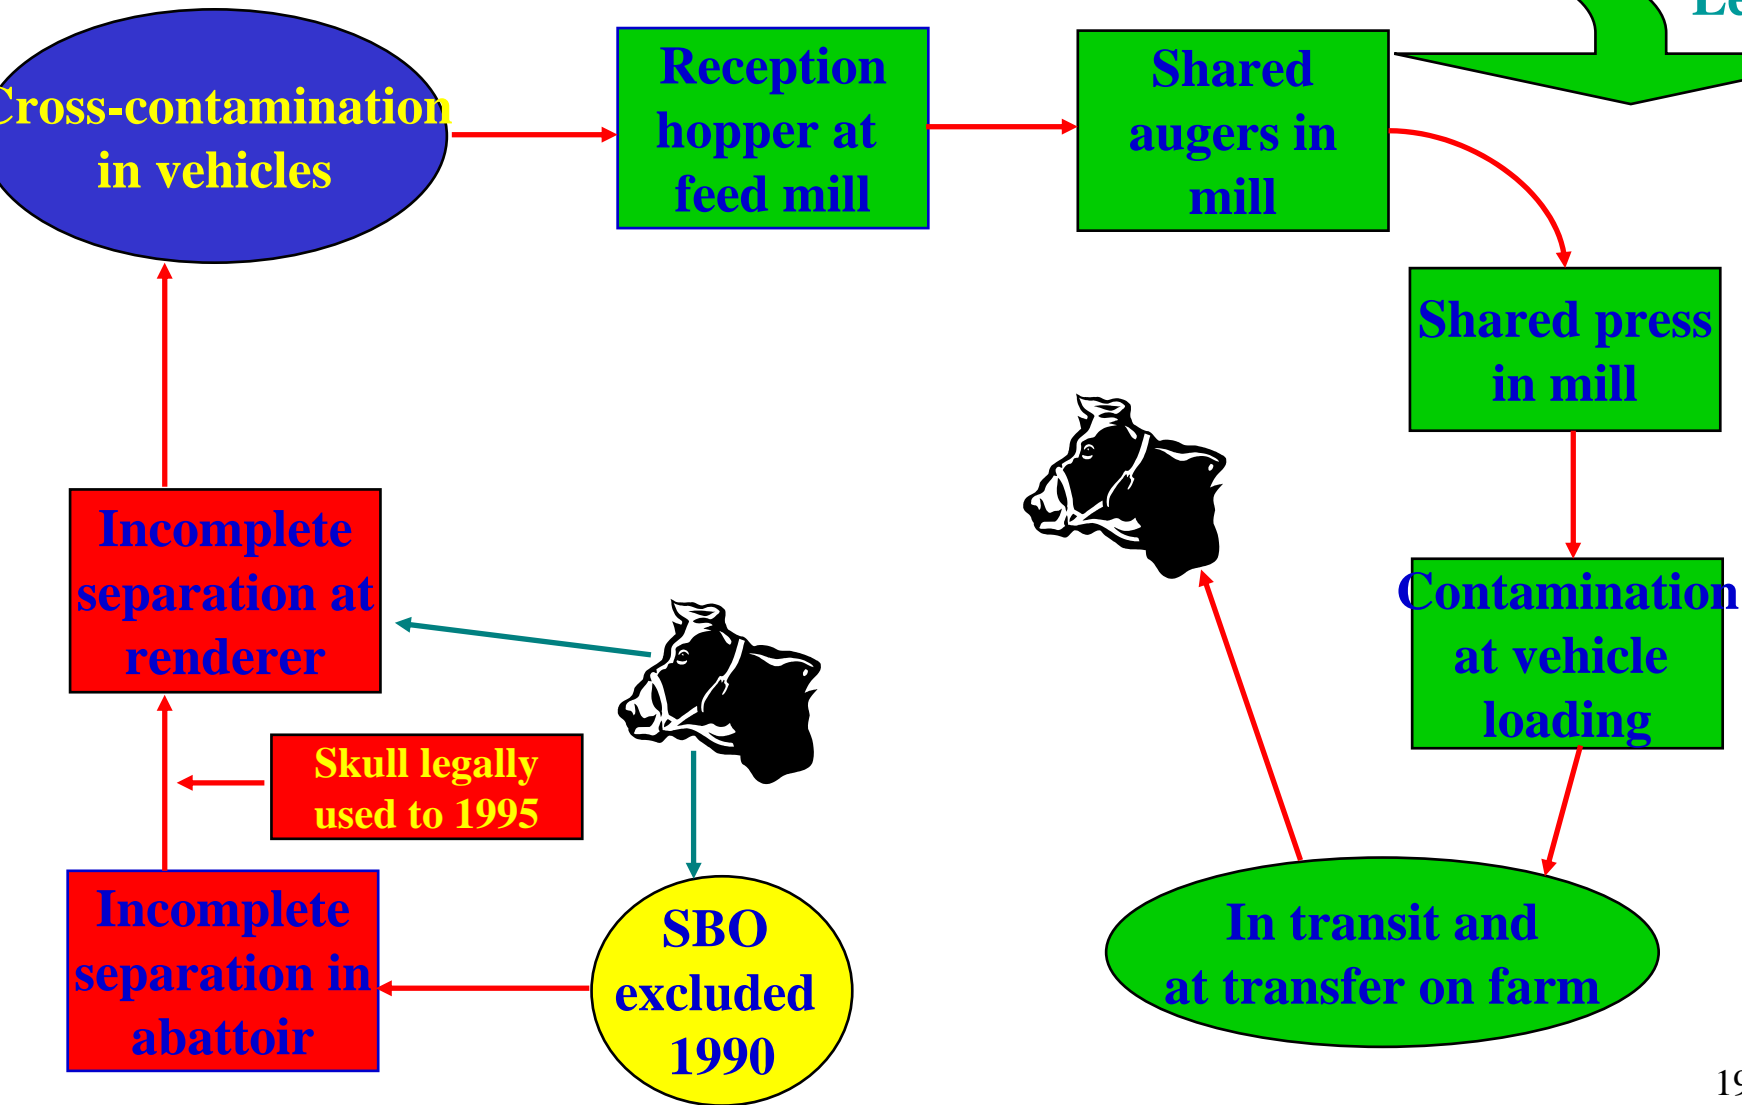 Cross-contamination
in vehicles
Reception
hopper at
feed mill
Shared
augers in
mill
Shared press
in mill
Contamination
at vehicle
loading
In transit and
at transfer on farm
Incomplete
separation at
renderer
Skull legally
used to 1995
Incomplete
separation in
abattoir
SBO
excluded
1990